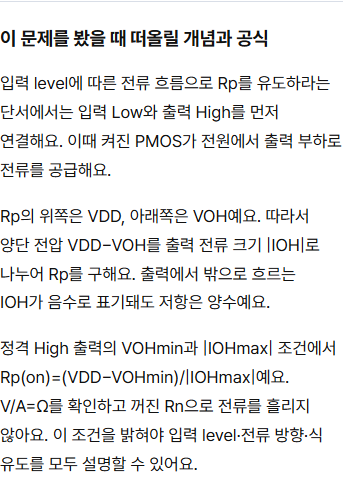 이 문제를 봤을 때 떠올릴 개념과 공식
입력 level에 따른 전류 흐름으로 Rp를 유도하라는
단서에서는 입력 Low와 출력 High를 먼저
연결해요. 이때 켜진 PMOS가 전원에서 출력 부하로
전류를 공급해요.
Rp의 위쪽은 VDD, 아래쪽은 VOH예요. 따라서
양단 전압 VDD−VOH를 출력 전류 크기 |IOH|로
나누어 Rp를 구해요. 출력에서 밖으로 흐르는
IOH가 음수로 표기돼도 저항은 양수예요.
정격 High 출력의 VOHmin과 |IOHmax| 조건에서
Rp(on)=(VDD−VOHmin)/|IOHmax|예요.
V/A=Ω를 확인하고 꺼진 Rn으로 전류를 흘리지
않아요. 이 조건을 밝혀야 입력 level·전류 방향·식
유도를 모두 설명할 수 있어요.